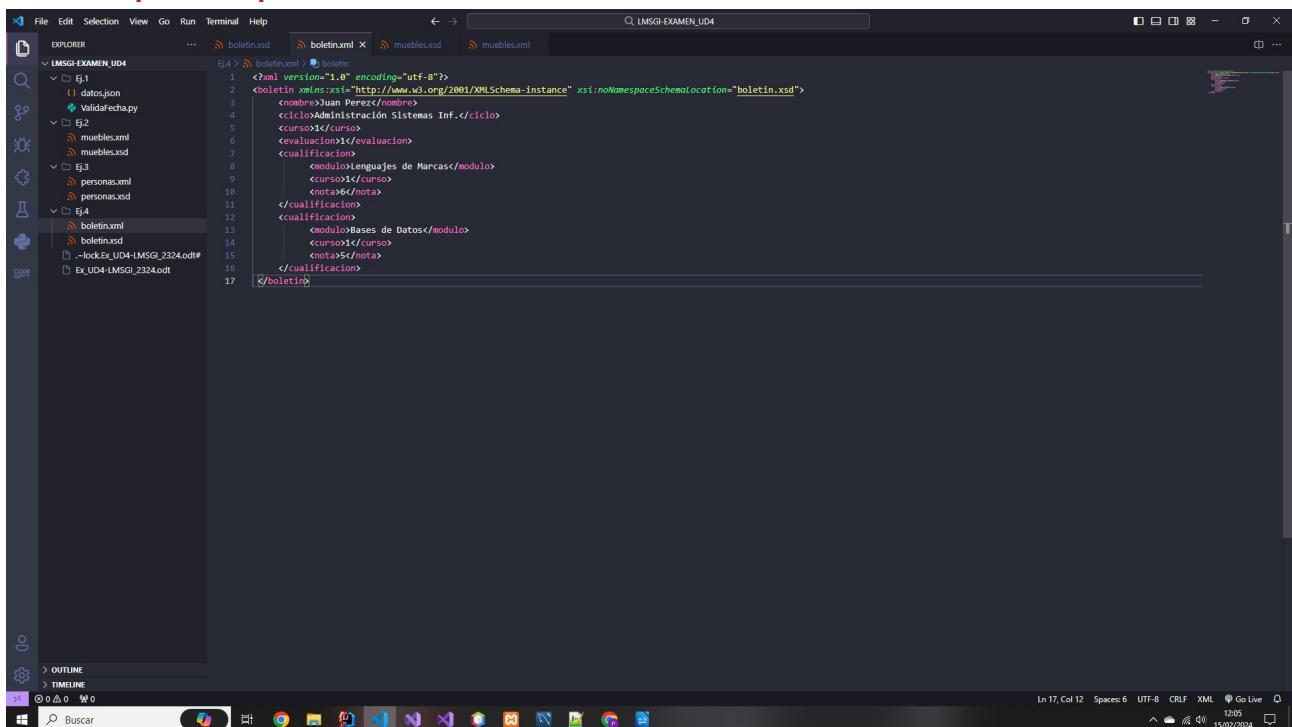 File Edit Selection View Go Run Terminal Help
LMSGI-EXAMEN_UD4
EXPLORER
boletin.xsd boletin.xml muebles.xsd muebles.xml
LMSGI-EXAMEN_UD4
Ej.4 > boletin.xml > boletin
Ej.1
datos.json
ValidaFecha.py
Ej.2
muebles.xml
muebles.xsd
Ej.3
personas.xml
personas.xsd
Ej.4
boletin.xml
boletin.xsd
.~lock.Ex_UD4-LMSGI_2324.odt#
Ex_UD4-LMSGI_2324.odt
CODE GPT
1 <?xml version="1.0" encoding="utf-8"?>
2 <boletin xmlns:xsi="http://www.w3.org/2001/XMLSchema-instance" xsi:noNamespaceSchemaLocation="boletin.xsd">
3 <nombre>Juan Perez</nombre>
4 <ciclo>Administración Sistemas Inf.</ciclo>
5 <curso>1</curso>
6 <evaluacion>1</evaluacion>
7 <cualificacion>
8 <modulo>Lenguajes de Marcas</modulo>
9 <curso>1</curso>
10 <nota>6</nota>
11 </cualificacion>
12 <cualificacion>
13 <modulo>Bases de Datos</modulo>
14 <curso>1</curso>
15 <nota>5</nota>
16 </cualificacion>
17 </boletin>
OUTLINE
TIMELINE
0 0 0
Ln 17, Col 12 Spaces: 6 UTF-8 CRLF XML Go Live
Buscar
12:05
15/02/2024